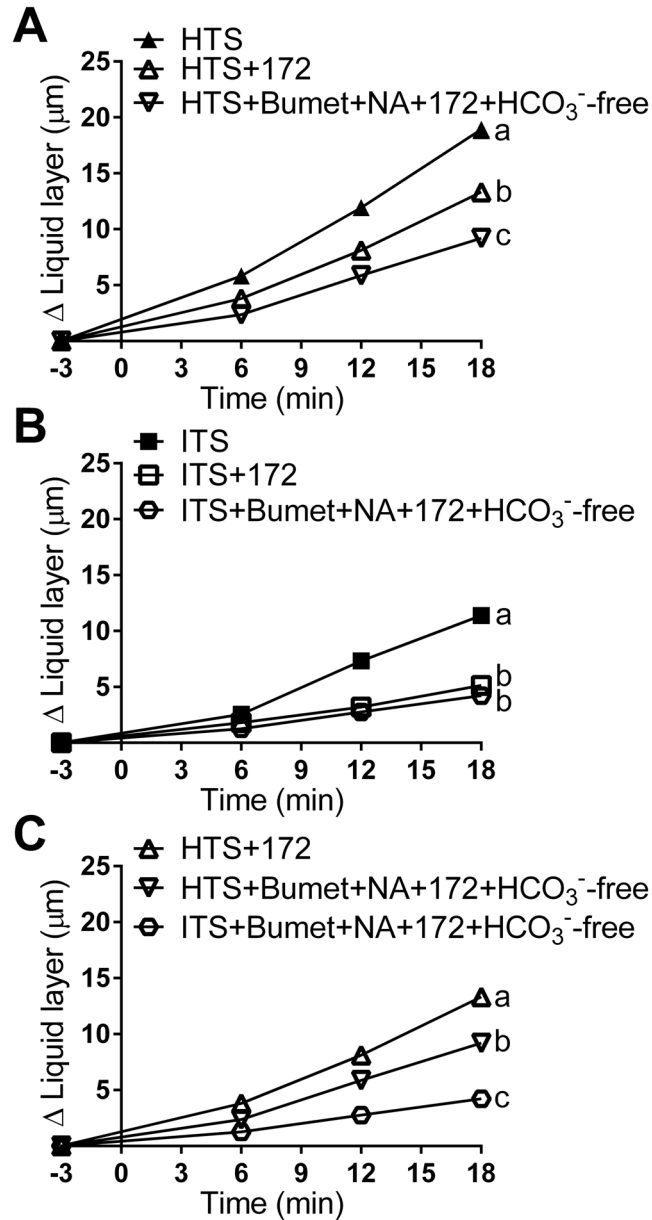 A
HTS
HTS+172
HTS+Bumet+NA+172+HCO₃⁻-free
Δ Liquid layer (μm)
25
20
15
10
5
a
b
c
-3 0 3 6 9 12 15 18
Time (min)
B
ITS
ITS+172
ITS+Bumet+NA+172+HCO₃⁻-free
Δ Liquid layer (μm)
25
20
15
10
5
a
b
b
-3 0 3 6 9 12 15 18
Time (min)
C
HTS+172
HTS+Bumet+NA+172+HCO₃⁻-free
ITS+Bumet+NA+172+HCO₃⁻-free
Δ Liquid layer (μm)
25
20
15
10
5
a
b
c
-3 0 3 6 9 12 15 18
Time (min)